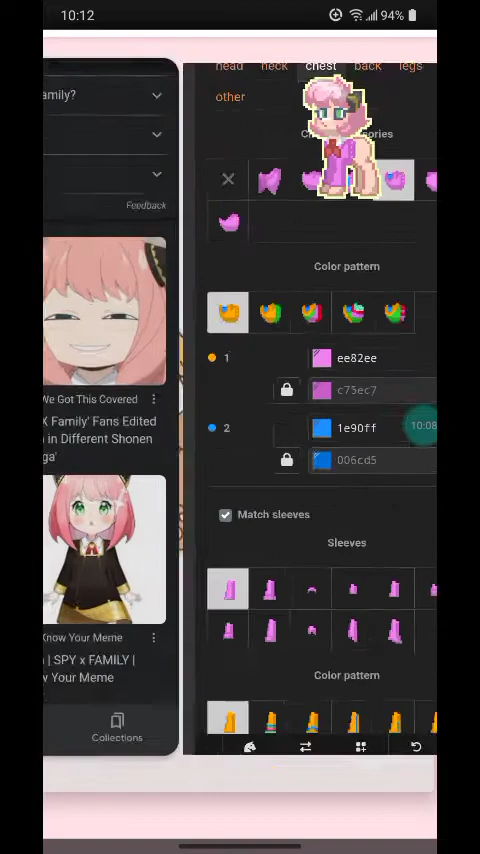 10:12
94%
amily?
Feedback
We Got This Covered
X Family' Fans Edited
in Different Shonen
ga'
Know Your Meme
| SPY x FAMILY |
w Your Meme
Collections
head neck chest back legs
other
Color pattern
1 ee82ee
c75ec7
2 1e90ff
10:08
006cd5
Match sleeves
Sleeves
Color pattern